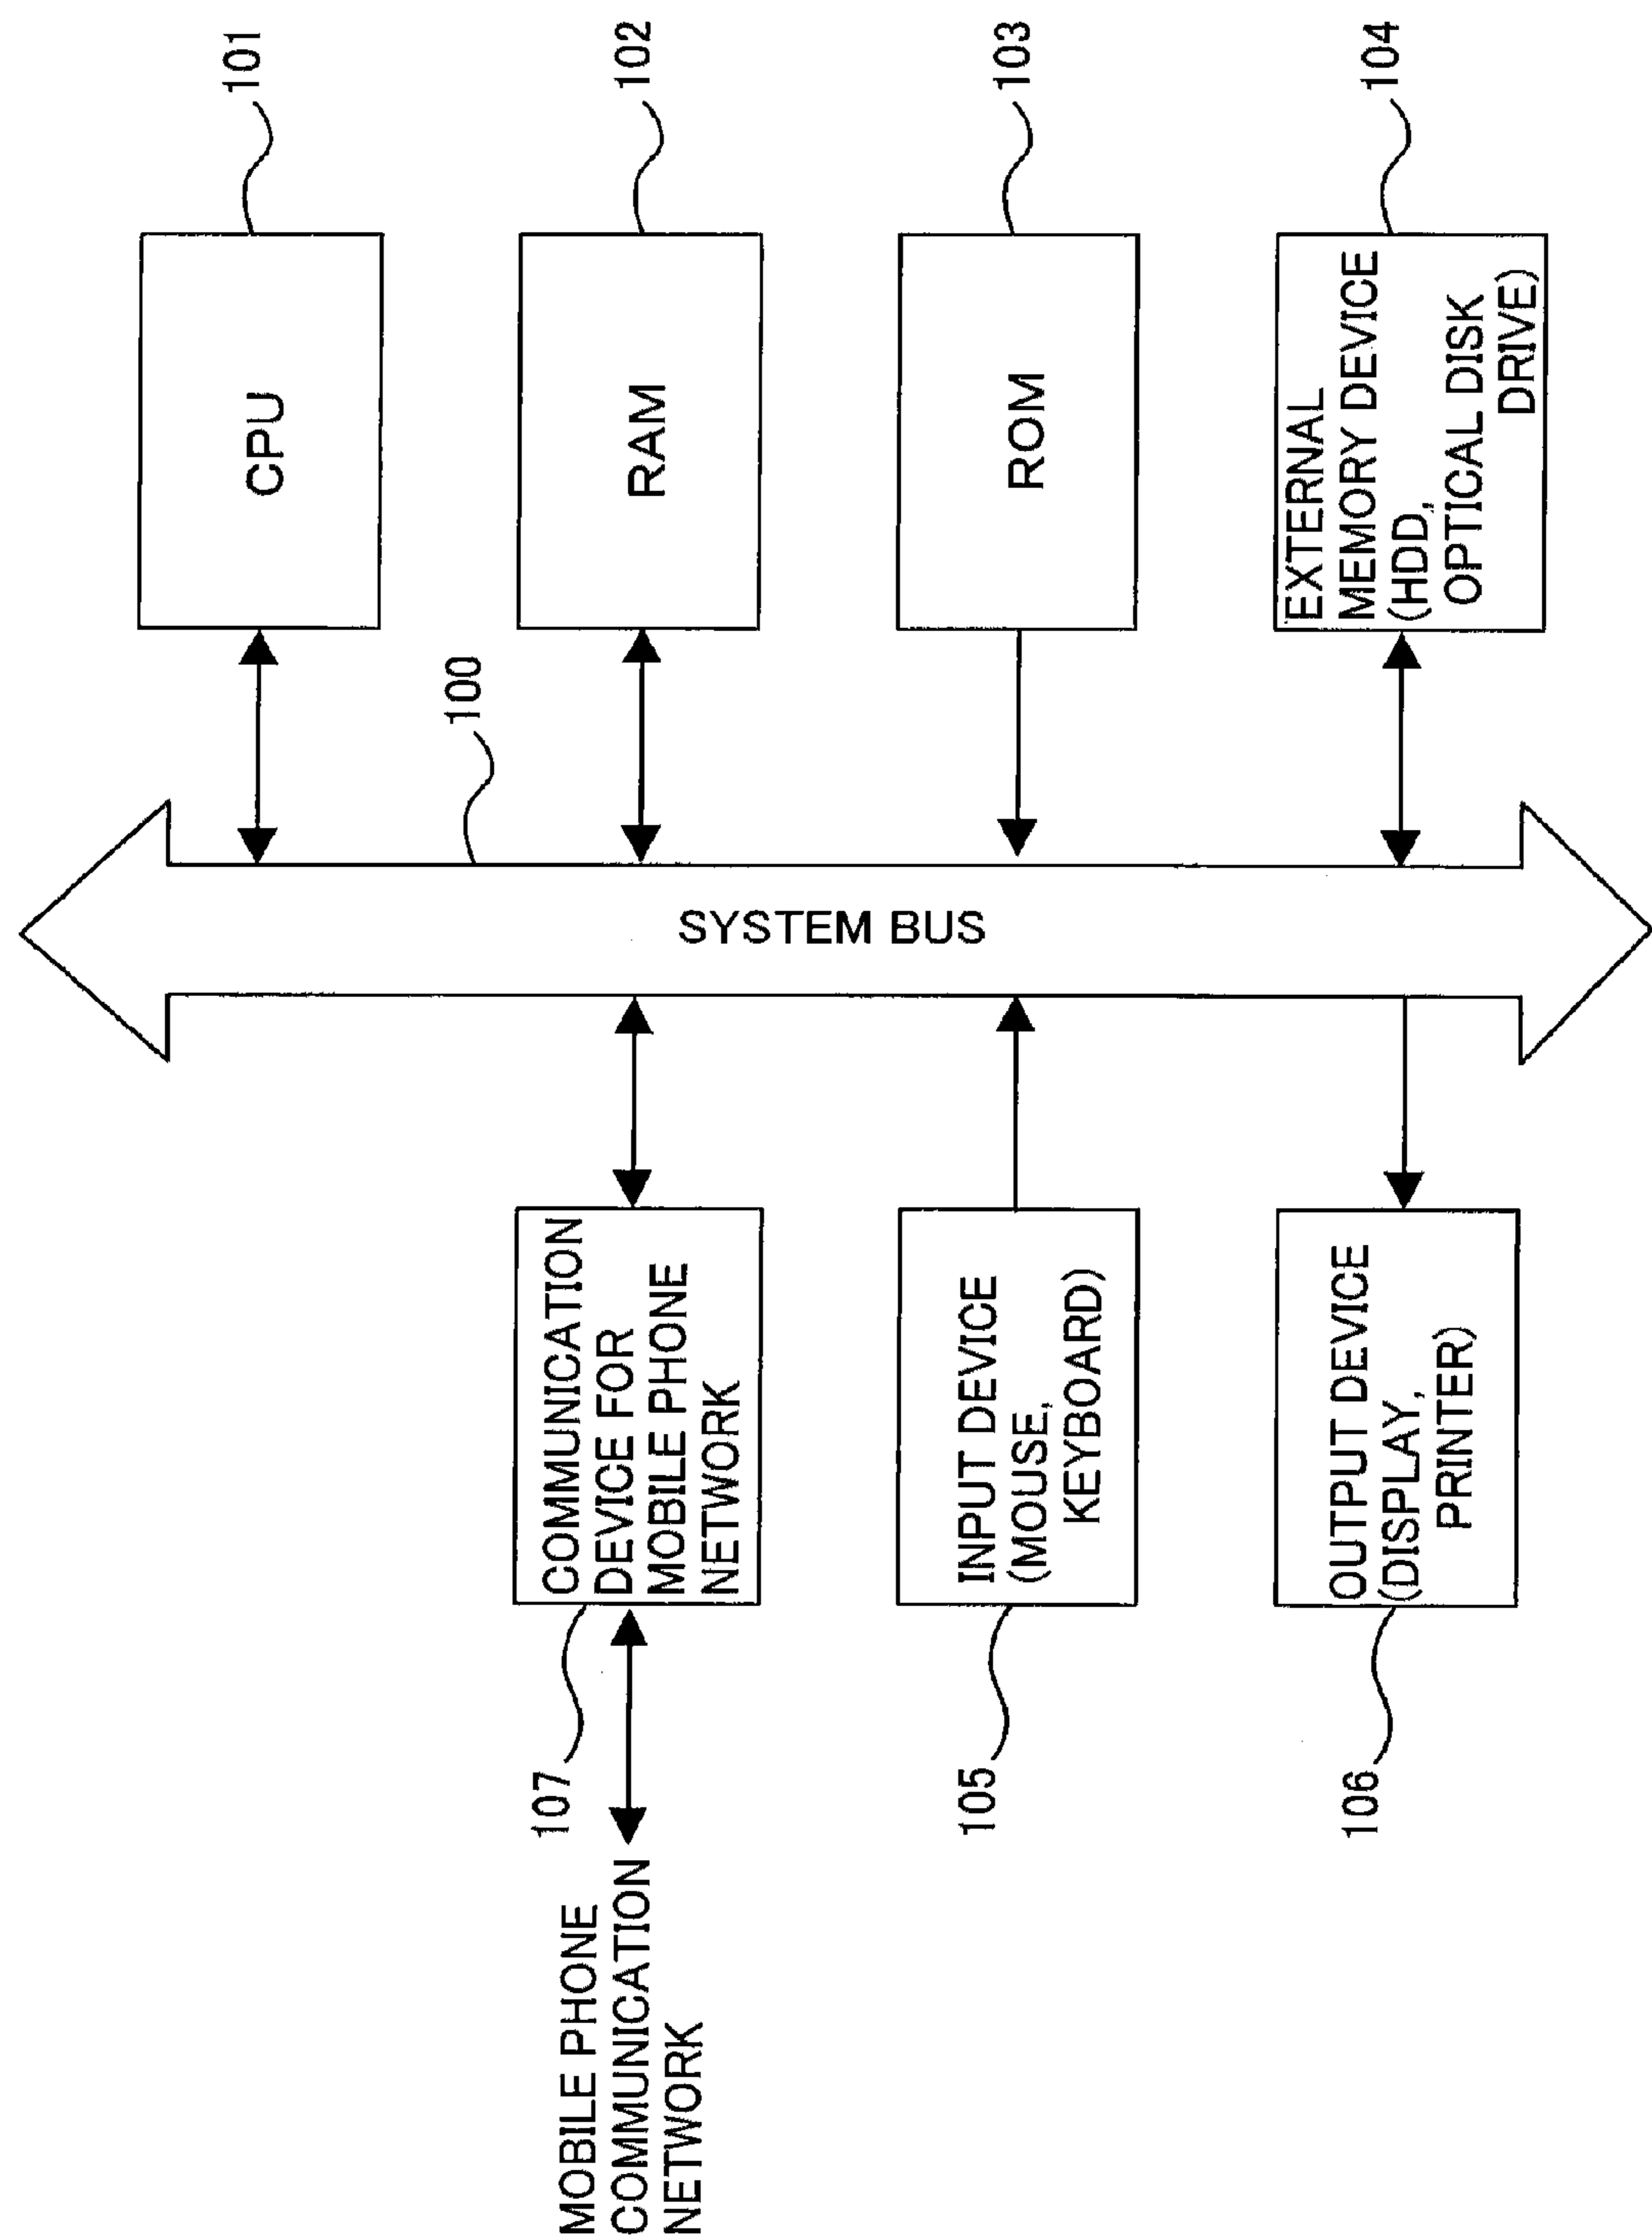 101
CPU
102
RAM
103
ROM
104
EXTERNAL
MEMORY DEVICE
(HDD,
OPTICAL DISK
DRIVE)
100
SYSTEM BUS
COMMUNICATION
DEVICE FOR
MOBILE PHONE
NETWORK
107
MOBILE PHONE
COMMUNICATION
NETWORK
INPUT DEVICE
(MOUSE,
KEYBOARD)
105
OUTPUT DEVICE
(DISPLAY,
PRINTER)
106